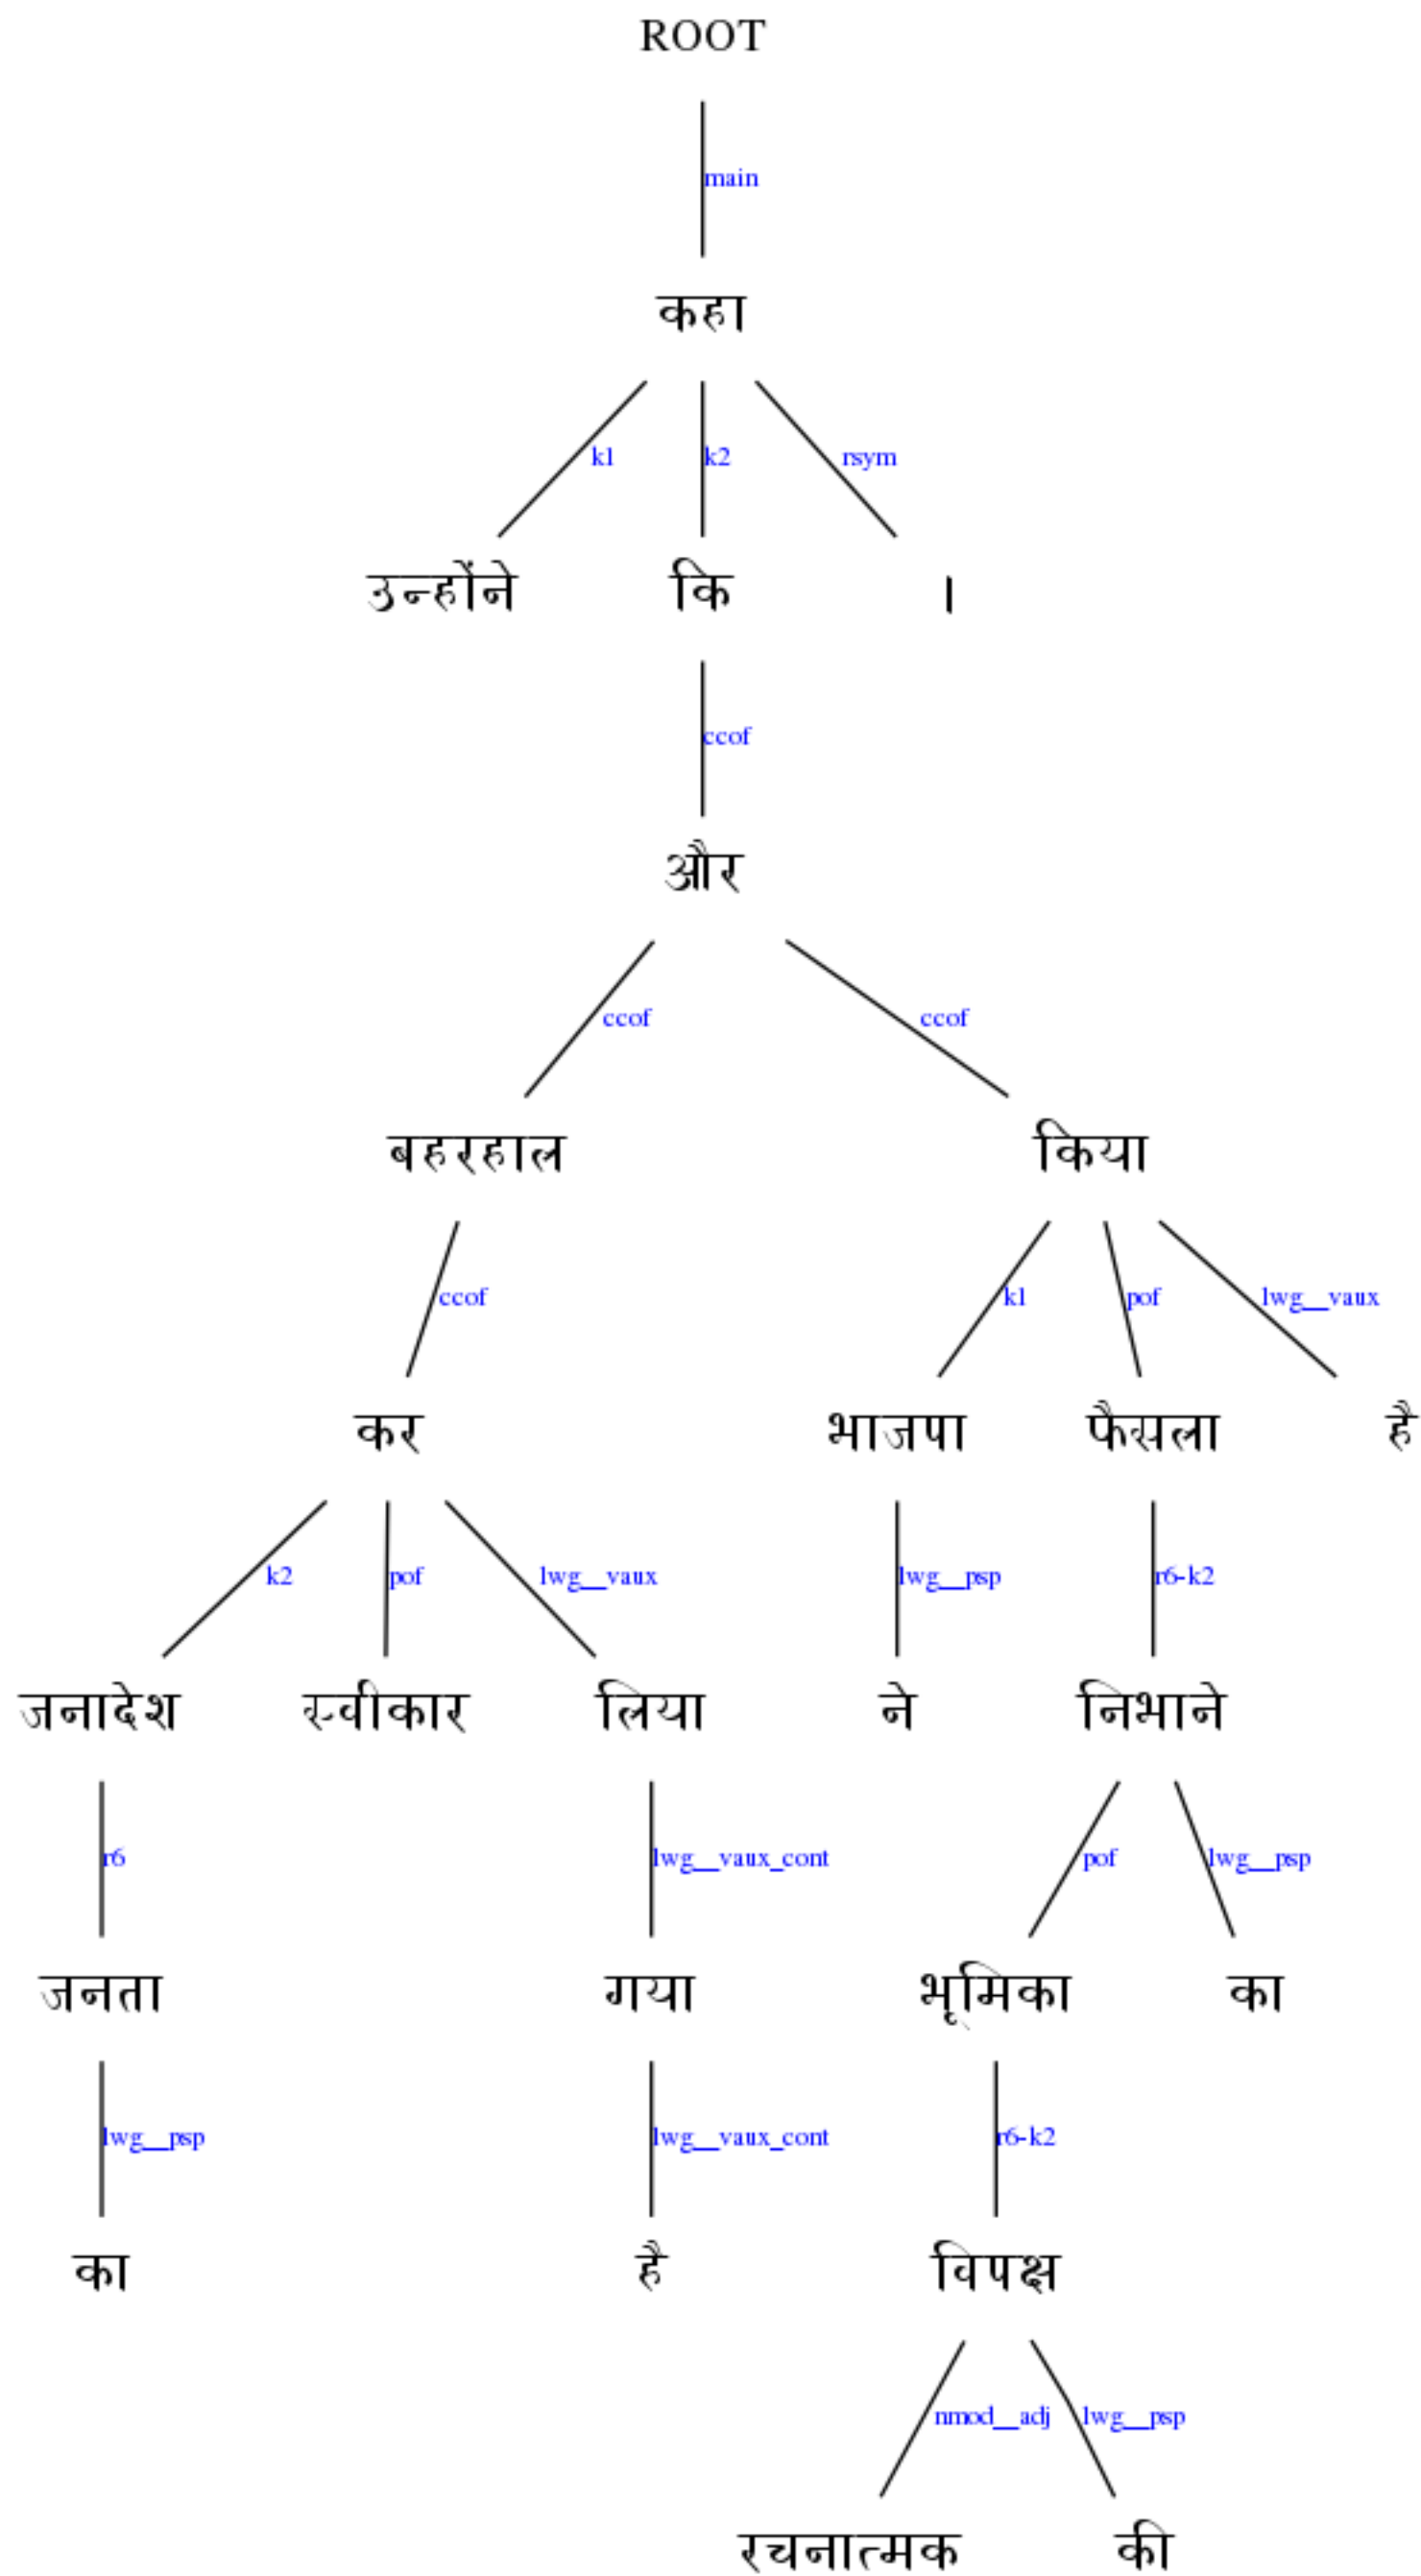 ROOT
main
कहा
k1 k2 rsym
उन्होंने कि ।
ccof
और
ccof ccof
बहरहाल किया
ccof k1 pof lwg__vaux
कर भाजपा फैसला है
k2 pof lwg__vaux lwg__psp r6-k2
जनादेश स्वीकार लिया ने निभाने
r6 lwg__vaux_cont pof lwg__psp
जनता गया भूमिका का
lwg__psp lwg__vaux_cont r6-k2
का है विपक्ष
nmod__adj lwg__psp
रचनात्मक की